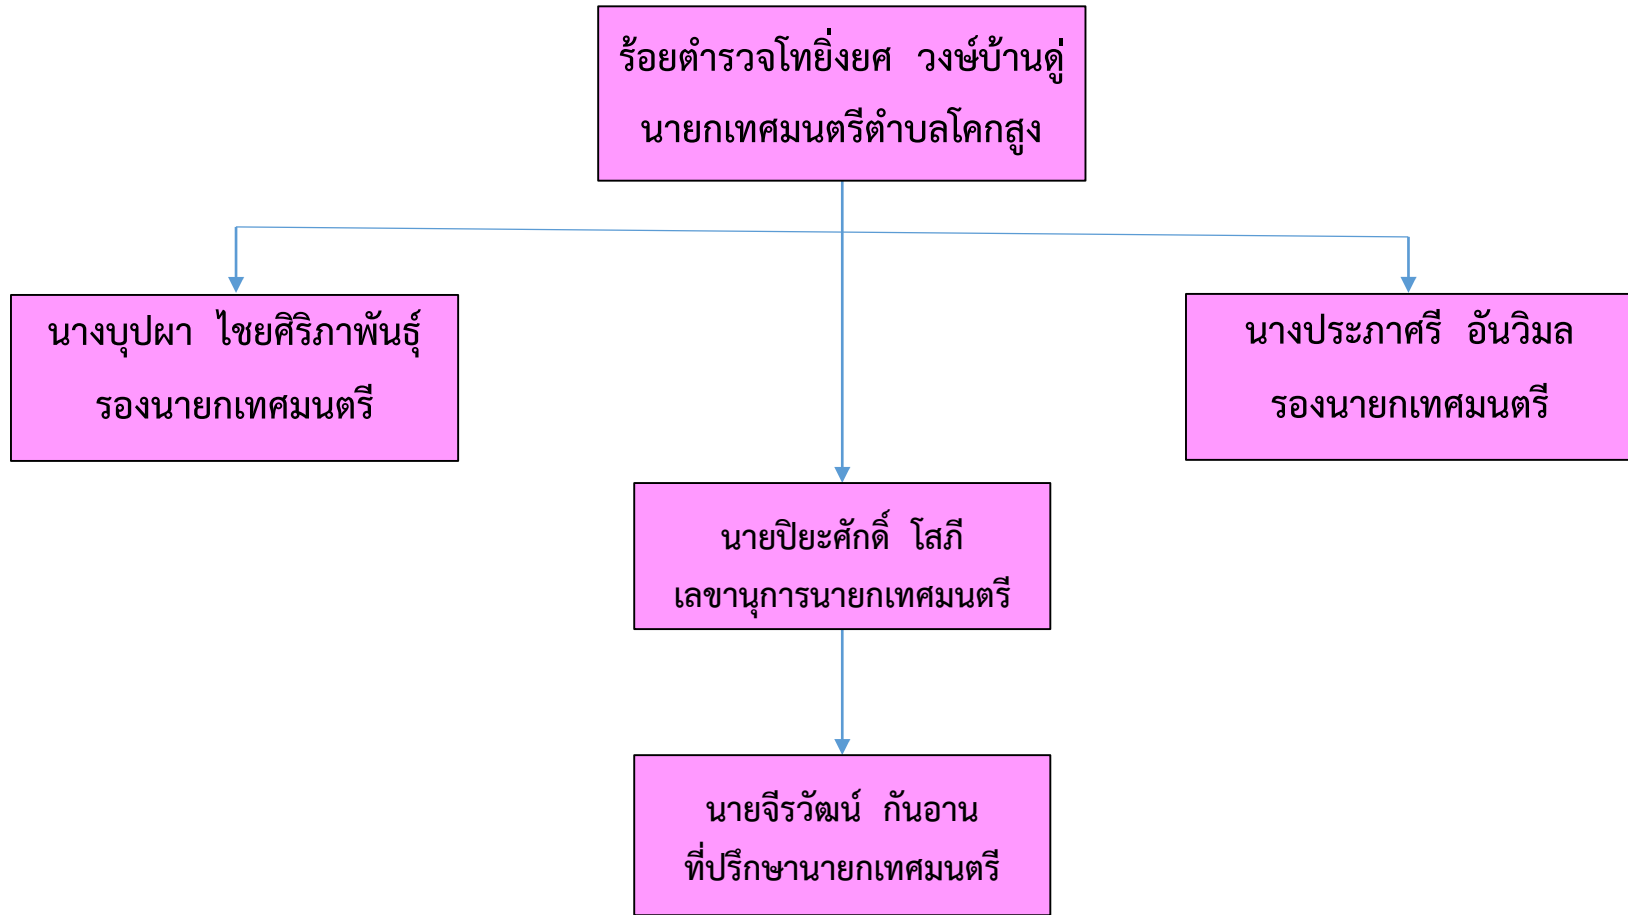 ร้อยตำรวจโทยิ่งยศ วงษ์บ้านดู่
นายกเทศมนตรีตำบลโคกสูง
นางบุปผา ไชยศิริภาพันธุ์
รองนายกเทศมนตรี
นางประภาศรี อันวิมล
รองนายกเทศมนตรี
นายปิยะศักดิ์ โสภี
เลขานุการนายกเทศมนตรี
นายจีรวัฒน์ กันอาน
ที่ปรึกษานายกเทศมนตรี